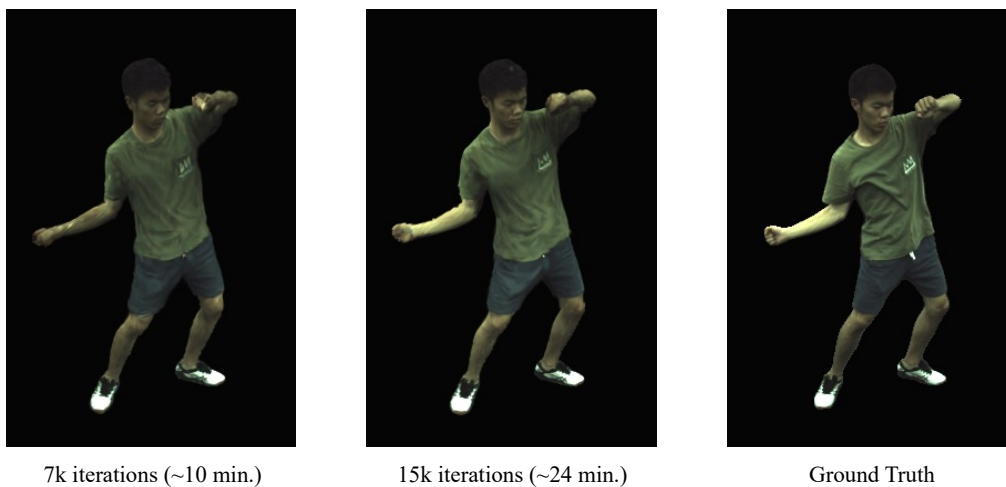 7k iterations (~10 min.)
15k iterations (~24 min.)
Ground Truth